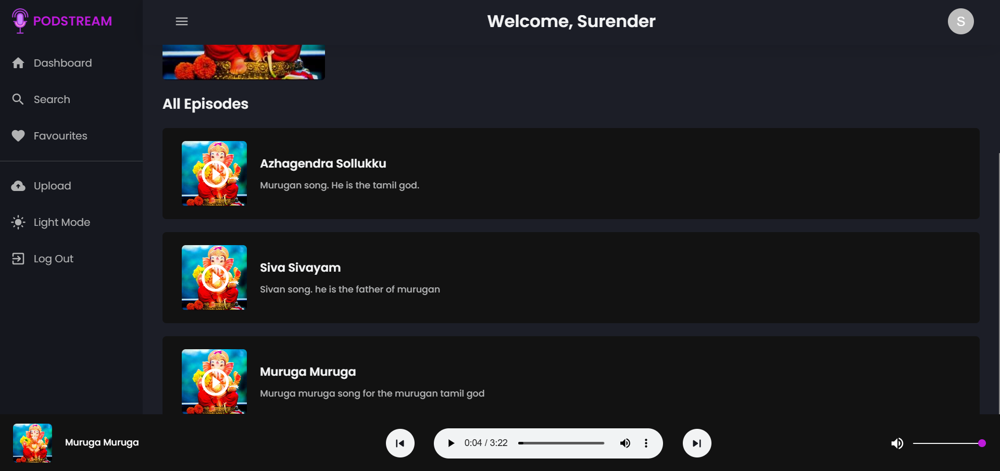 PODSTREAM
Welcome, Surender
S
Dashboard
Search
Favourites
Upload
Light Mode
Log Out
All Episodes
Azhagendra Sollukku
Murugan song. He is the tamil god.
Siva Sivayam
Sivan song. he is the father of murugan
Muruga Muruga
Muruga muruga song for the murugan tamil god
Muruga Muruga
0:04 / 3:22